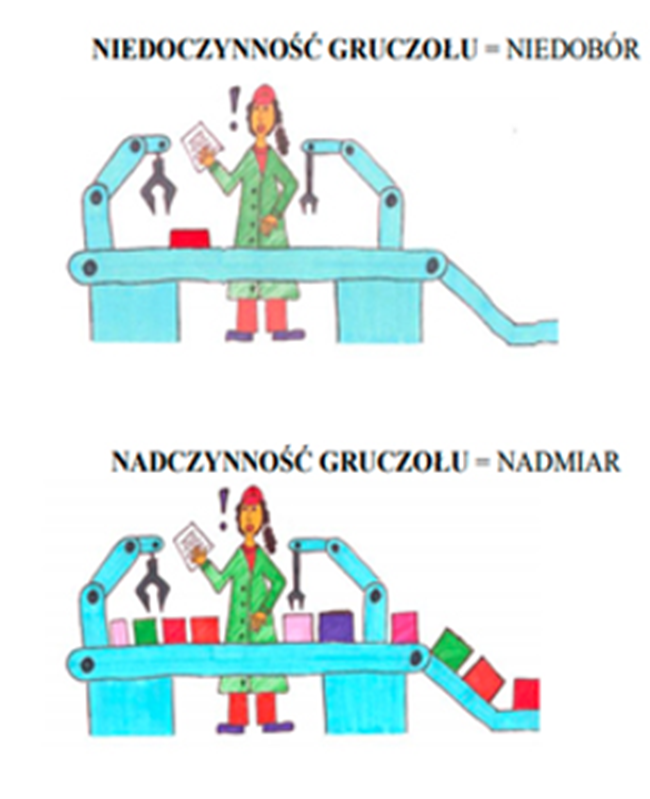 NIEDOCZYNNOŚĆ GRUCZOŁU = NIEDOBÓR
!
NADCZYNNOŚĆ GRUCZOŁU = NADMIAR
!